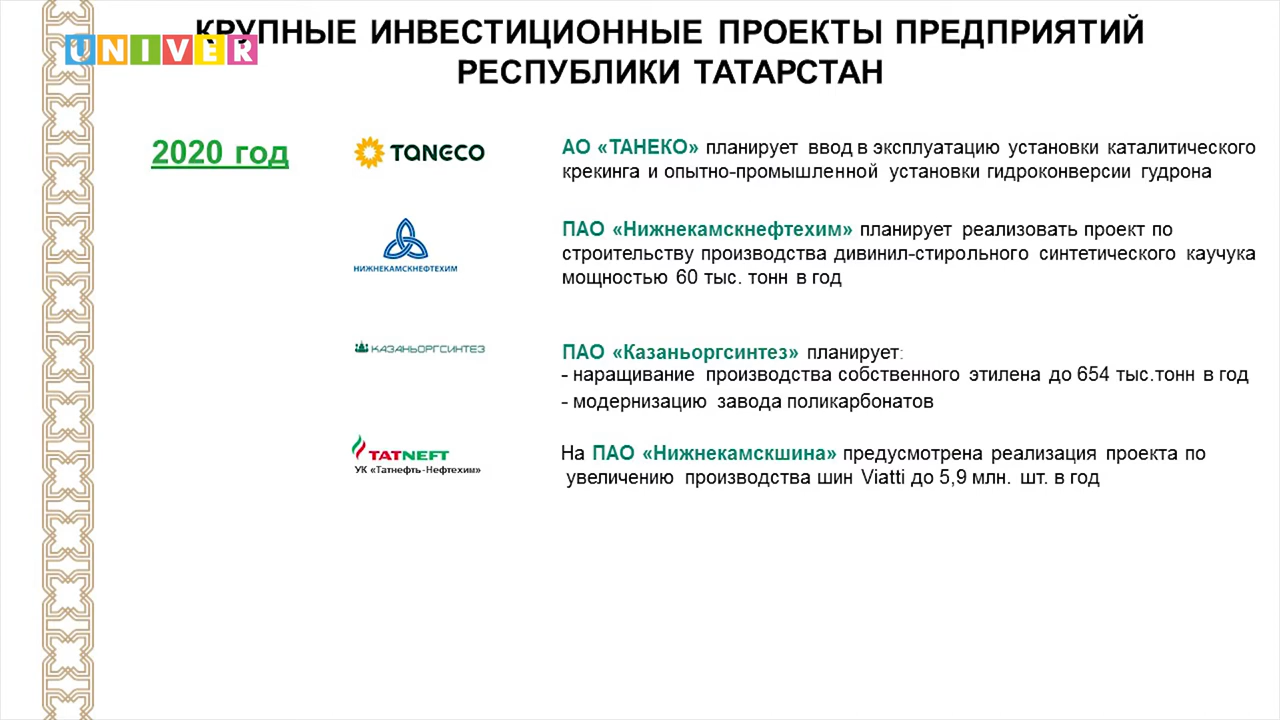 КРУПНЫЕ ИНВЕСТИЦИОННЫЕ ПРОЕКТЫ ПРЕДПРИЯТИЙ
UNIVER
РЕСПУБЛИКИ ТАТАРСТАН
2020 год
TANECO
АО «ТАНЕКО» планирует ввод в эксплуатацию установки каталитического
крекинга и опытно-промышленной установки гидроконверсии гудрона
НИЖНЕКАМСКНЕФТЕХИМ
ПАО «Нижнекамскнефтехим» планирует реализовать проект по
строительству производства дивинил-стирольного синтетического каучука
мощностью 60 тыс. тонн в год
КАЗАНЬОРГСИНТЕЗ
ПАО «Казаньоргсинтез» планирует:
- наращивание производства собственного этилена до 654 тыс.тонн в год
- модернизацию завода поликарбонатов
TATNEFT
УК «Татнефть-Нефтехим»
На ПАО «Нижнекамскшина» предусмотрена реализация проекта по
увеличению производства шин Viatti до 5,9 млн. шт. в год